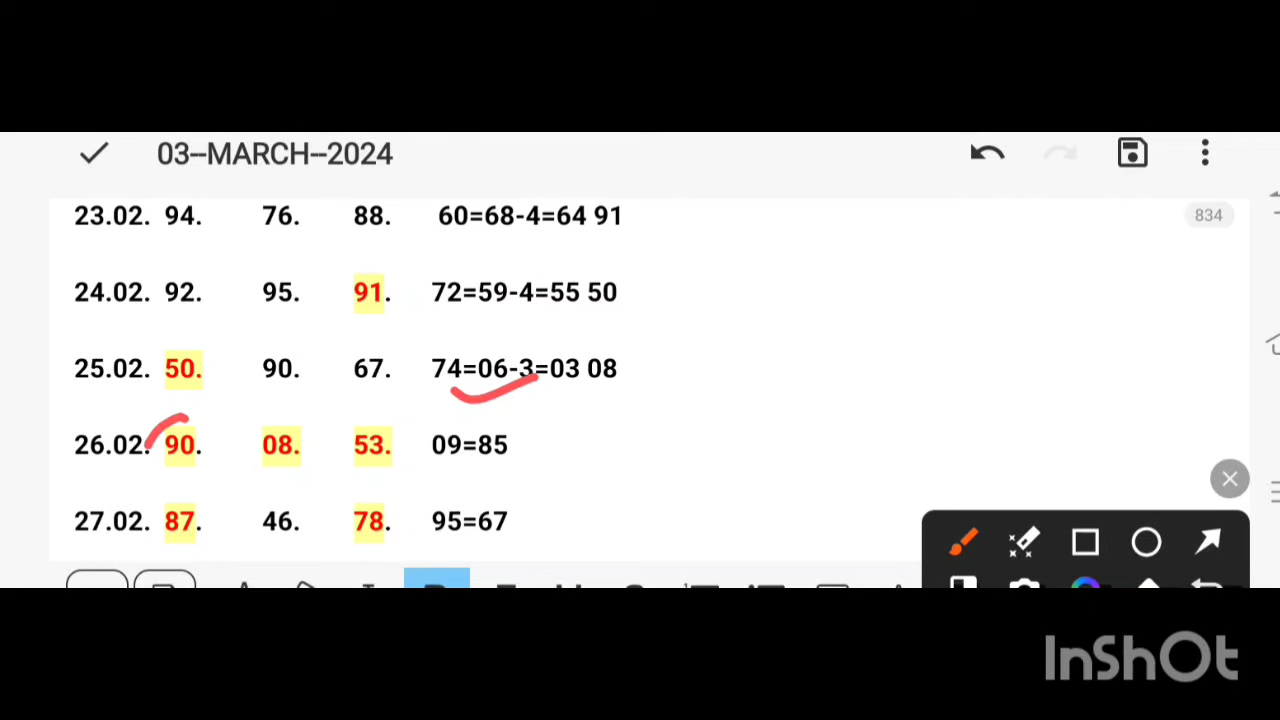 03--MARCH--2024
23.02. 94. 76. 88. 60=68-4=64 91
834
24.02. 92. 95. 91. 72=59-4=55 50
25.02. 50. 90. 67. 74=06-3=03 08
26.02. 90. 08. 53. 09=85
27.02. 87. 46. 78. 95=67
InShOt